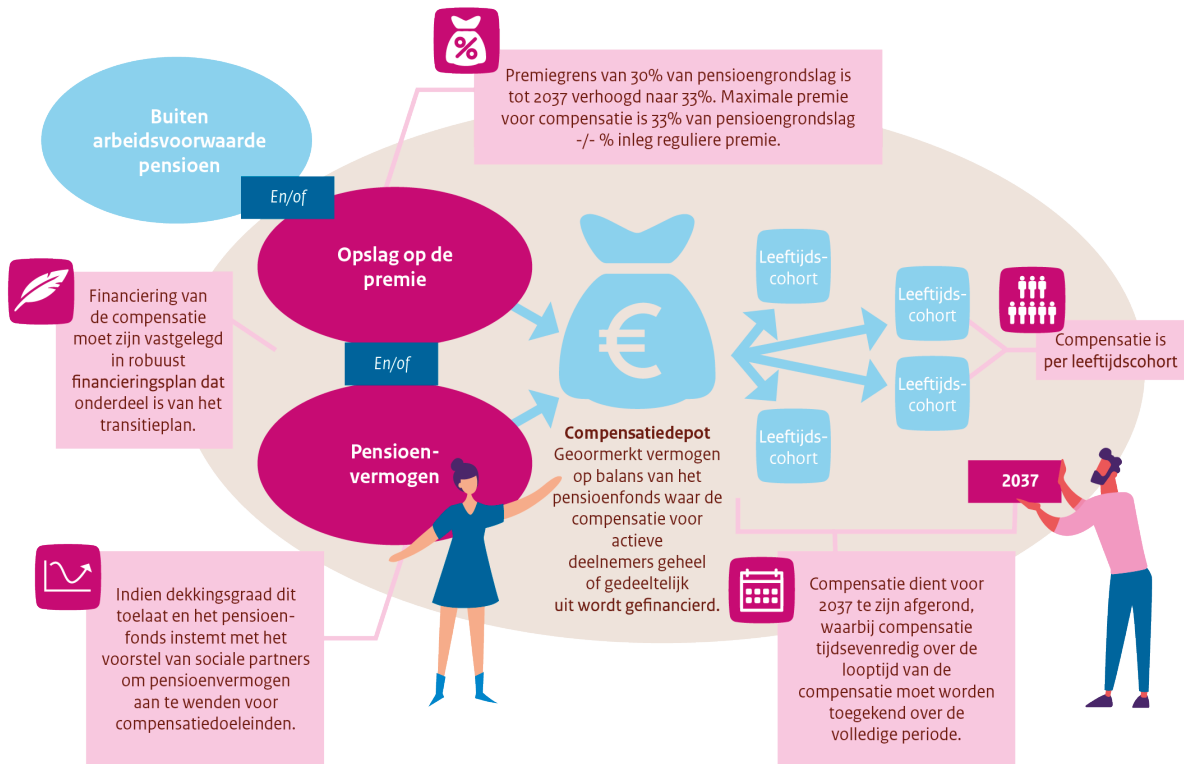 Premiegrens van 30% van pensioengrondslag is
tot 2037 verhoogd naar 33%. Maximale premie
voor compensatie is 33% van pensioengrondslag
-/- % inleg reguliere premie.
Buiten
arbeidsvoorwaarde
pensioen
En/of
Opslag op de
premie
En/of
Pensioen-
vermogen
Financiering van
de compensatie
moet zijn vastgelegd
in robuust
financieringsplan dat
onderdeel is van het
transitieplan.
Indien dekkingsgraad dit
toelaat en het pensioen-
fonds instemt met het
voorstel van sociale partners
om pensioenvermogen
aan te wenden voor
compensatiedoeleinden.
€
Compensatiedepot
Geoormerkt vermogen
op balans van het
pensioenfonds waar de
compensatie voor
actieve
deelnemers geheel
of gedeeltelijk
uit wordt gefinancierd.
Leeftijds-
cohort
Leeftijds-
cohort
Leeftijds-
cohort
Leeftijds-
cohort
Compensatie is
per leeftijdscohort
2037
Compensatie dient voor
2037 te zijn afgerond,
waarbij compensatie
tijdsevenredig over de
looptijd van de
compensatie moet worden
toegekend over de
volledige periode.
%